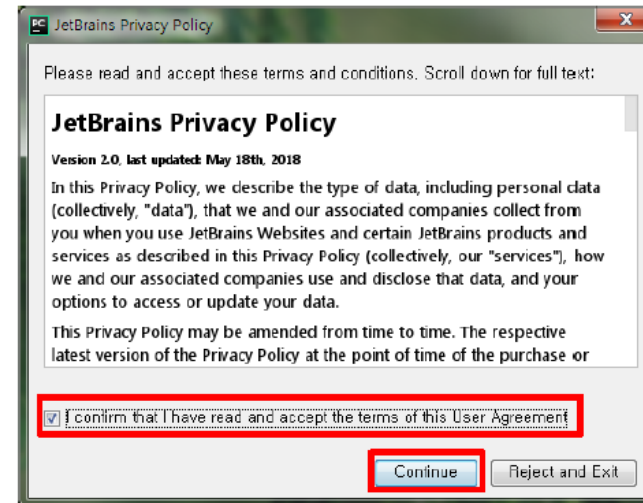 PC JetBrains Privacy Policy
Please read and accept these terms and conditions. Scroll down for full text:
JetBrains Privacy Policy
Version 2.0, last updated: May 18th, 2018
In this Privacy Policy, we describe the type of data, including personal data
(collectively, "data"), that we and our associated companies collect from
you when you use JetBrains Websites and certain JetBrains products and
services as described in this Privacy Policy (collectively, our "services"), how
we and our associated companies use and disclose that data, and your
options to access or update your data.
This Privacy Policy may be amended from time to time. The respective
latest version of the Privacy Policy at the point of time of the purchase or
I confirm that I have read and accept the terms of this User Agreement
Continue Reject and Exit